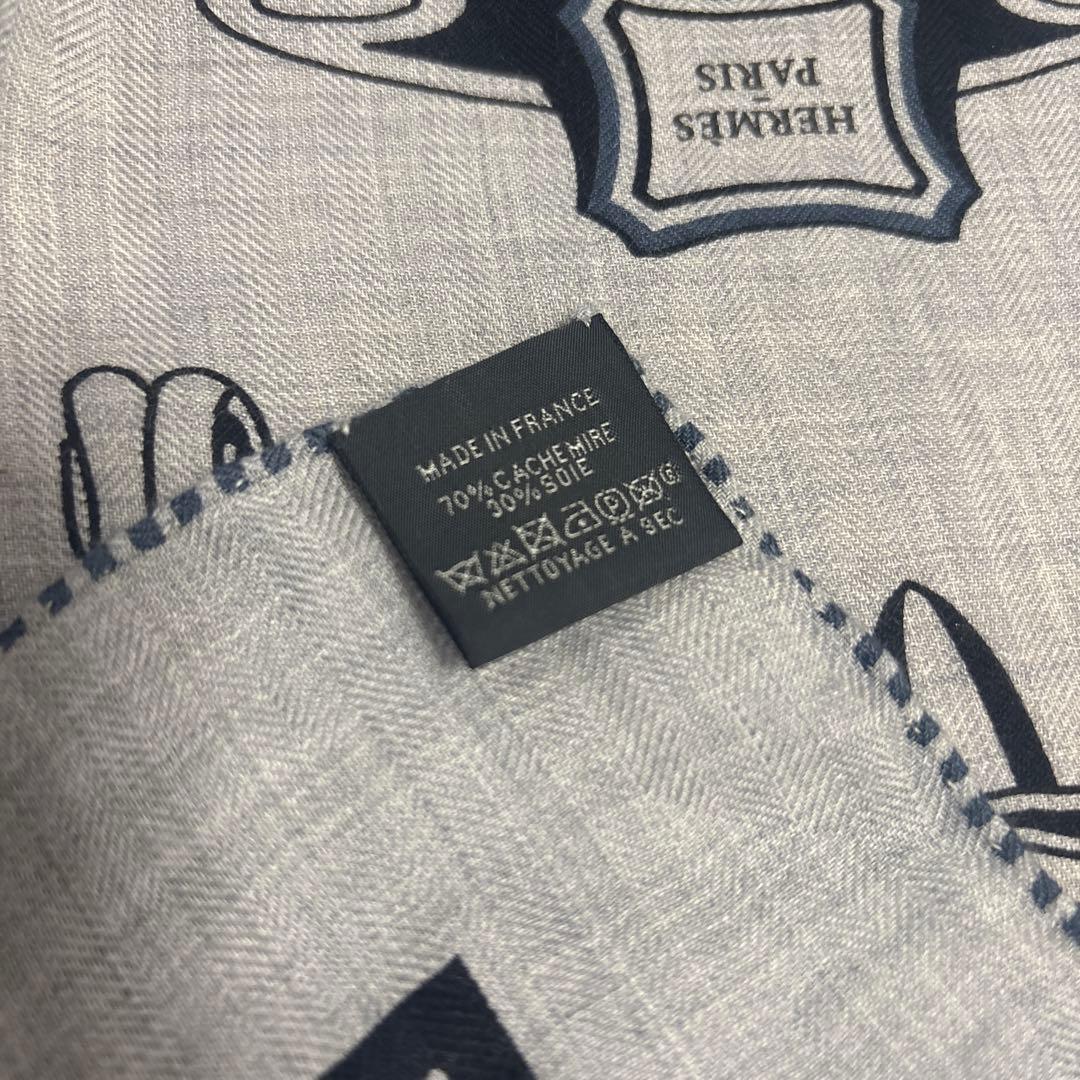 HERMÈS
PARIS
MADE IN FRANCE
70% CACHEMIRE
30% SOIE
NETTOYAGE À SEC